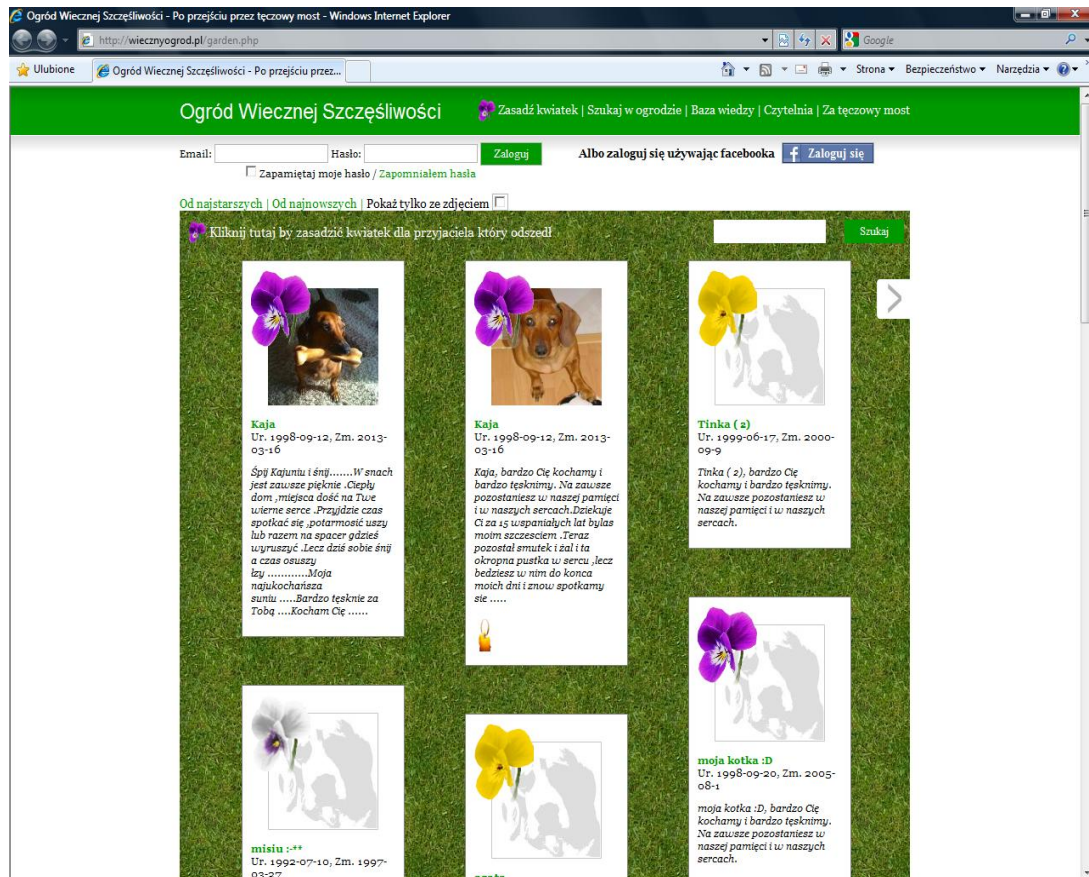 Ogród Wiecznej Szczęśliwości - Po przejściu przez tęczowy most - Windows Internet Explorer
http://wiecznyogrod.pl/garden.php
Google
Ulubione
Ogród Wiecznej Szczęśliwości - Po przejściu przez...
Strona
Bezpieczeństwo
Narzędzia
Ogród Wiecznej Szczęśliwości
Zasadź kwiatek | Szukaj w ogrodzie | Baza wiedzy | Czytelnia | Za tęczowy most
Email:
Hasło:
Zaloguj
Albo zaloguj się używając facebooka
f Zaloguj się
Zapamiętaj moje hasło / Zapomniałem hasła
Od najstarszych | Od najnowszych | Pokaż tylko ze zdjęciem
Kliknij tutaj by zasadzić kwiatek dla przyjaciela który odszedł
Szukaj
Kaja
Ur. 1998-09-12, Zm. 2013-
03-16
Śpij Kajuniu i śnij.......W snach
jest zawsze pięknie .Ciepły
dom ,miejsca dość na Twe
wierne serce .Przyjdzie czas
spotkać się ,potarmosić uszy
lub razem na spacer gdzieś
wyruszyć .Lecz dziś sobie śnij
a czas osuszy
łzy ............Moja
najukochańsza
suniu .....Bardzo tęsknie za
Tobą ....Kocham Cię ......
Kaja
Ur. 1998-09-12, Zm. 2013-
03-16
Kaja, bardzo Cię kochamy i
bardzo tęsknimy. Na zawsze
pozostaniesz w naszej pamięci
i w naszych sercach.Dziekuje
Ci za 15 wspaniałych lat bylas
moim szczesciem .Teraz
pozostał smutek i żal i ta
okropna pustka w sercu ,lecz
bedziesz w nim do konca
moich dni i znow spotkamy
sie .....
Tinka ( 2)
Ur. 1999-06-17, Zm. 2000-
09-9
Tinka ( 2), bardzo Cię
kochamy i bardzo tęsknimy.
Na zawsze pozostaniesz w
naszej pamięci i w naszych
sercach.
moja kotka :D
Ur. 1998-09-20, Zm. 2005-
08-1
moja kotka :D, bardzo Cię
kochamy i bardzo tęsknimy.
Na zawsze pozostaniesz w
naszej pamięci i w naszych
sercach.
misiu :-**
Ur. 1992-07-10, Zm. 1997-
03-27